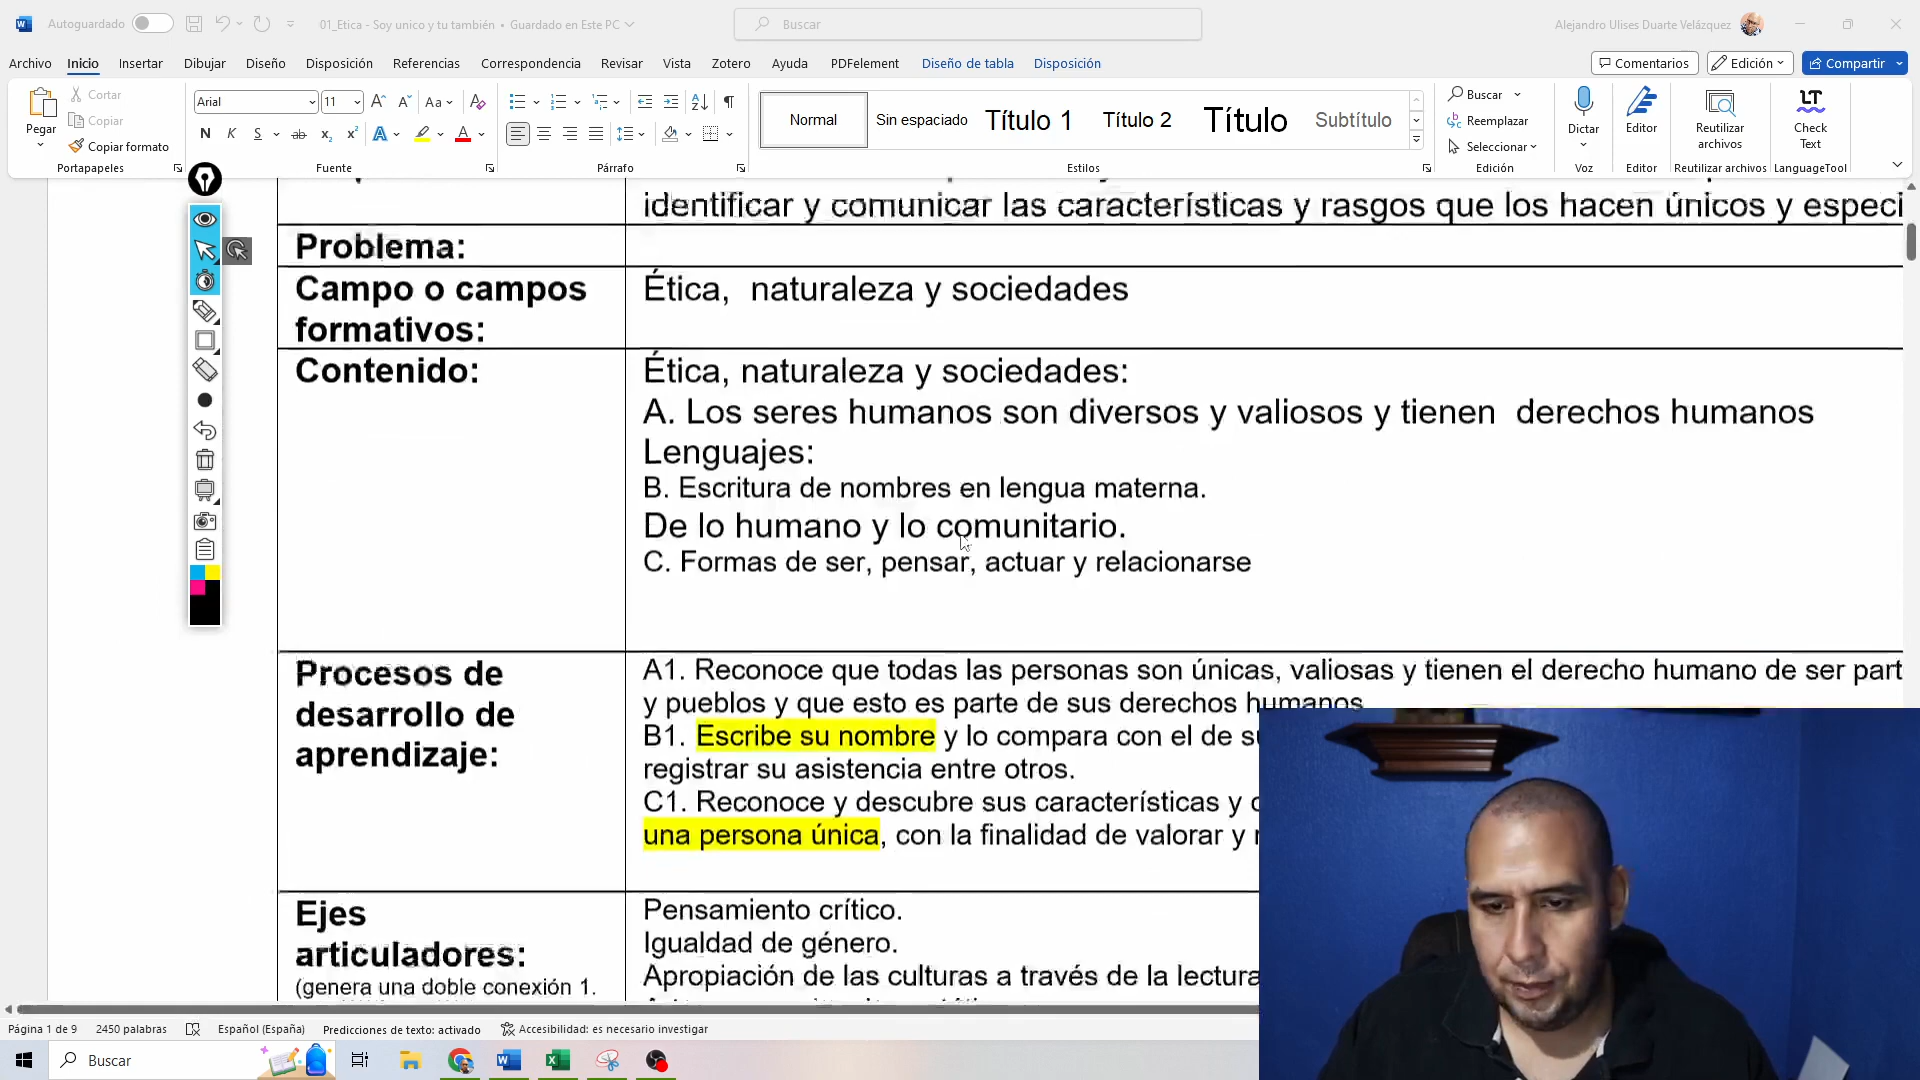 Autoguardado
01_Etica - Soy unico y tu también • Guardado en Este PC
Buscar
Alejandro Ulises Duarte Velázquez
Archivo Inicio Insertar Dibujar Diseño Disposición Referencias Correspondencia Revisar Vista Zotero Ayuda PDFelement Diseño de tabla Disposición
Comentarios Edición Compartir
Pegar
Cortar
Copiar
Copiar formato
Portapapeles
Arial 11
Fuente
Párrafo
Normal Sin espaciado Título 1 Título 2 Título Subtítulo
Estilos
Buscar
Reemplazar
Seleccionar
Edición
Dictar
Voz
Editor
Editor
Reutilizar archivos
Reutilizar archivos
Check Text
LanguageTool
identificar y comunicar las características y rasgos que los hacen únicos y especi
Problema:
Campo o campos formativos:
Ética, naturaleza y sociedades
Contenido:
Ética, naturaleza y sociedades:
A. Los seres humanos son diversos y valiosos y tienen derechos humanos
Lenguajes:
B. Escritura de nombres en lengua materna.
De lo humano y lo comunitario.
C. Formas de ser, pensar, actuar y relacionarse
Procesos de desarrollo de aprendizaje:
A1. Reconoce que todas las personas son únicas, valiosas y tienen el derecho humano de ser part
y pueblos y que esto es parte de sus derechos humanos
B1. Escribe su nombre y lo compara con el de s
registrar su asistencia entre otros.
C1. Reconoce y descubre sus características y
una persona única, con la finalidad de valorar y
Ejes articuladores:
(genera una doble conexión 1.
Pensamiento crítico.
Igualdad de género.
Apropiación de las culturas a través de la lectura
Página 1 de 9 2450 palabras Español (España) Predicciones de texto: activado Accesibilidad: es necesario investigar
Buscar